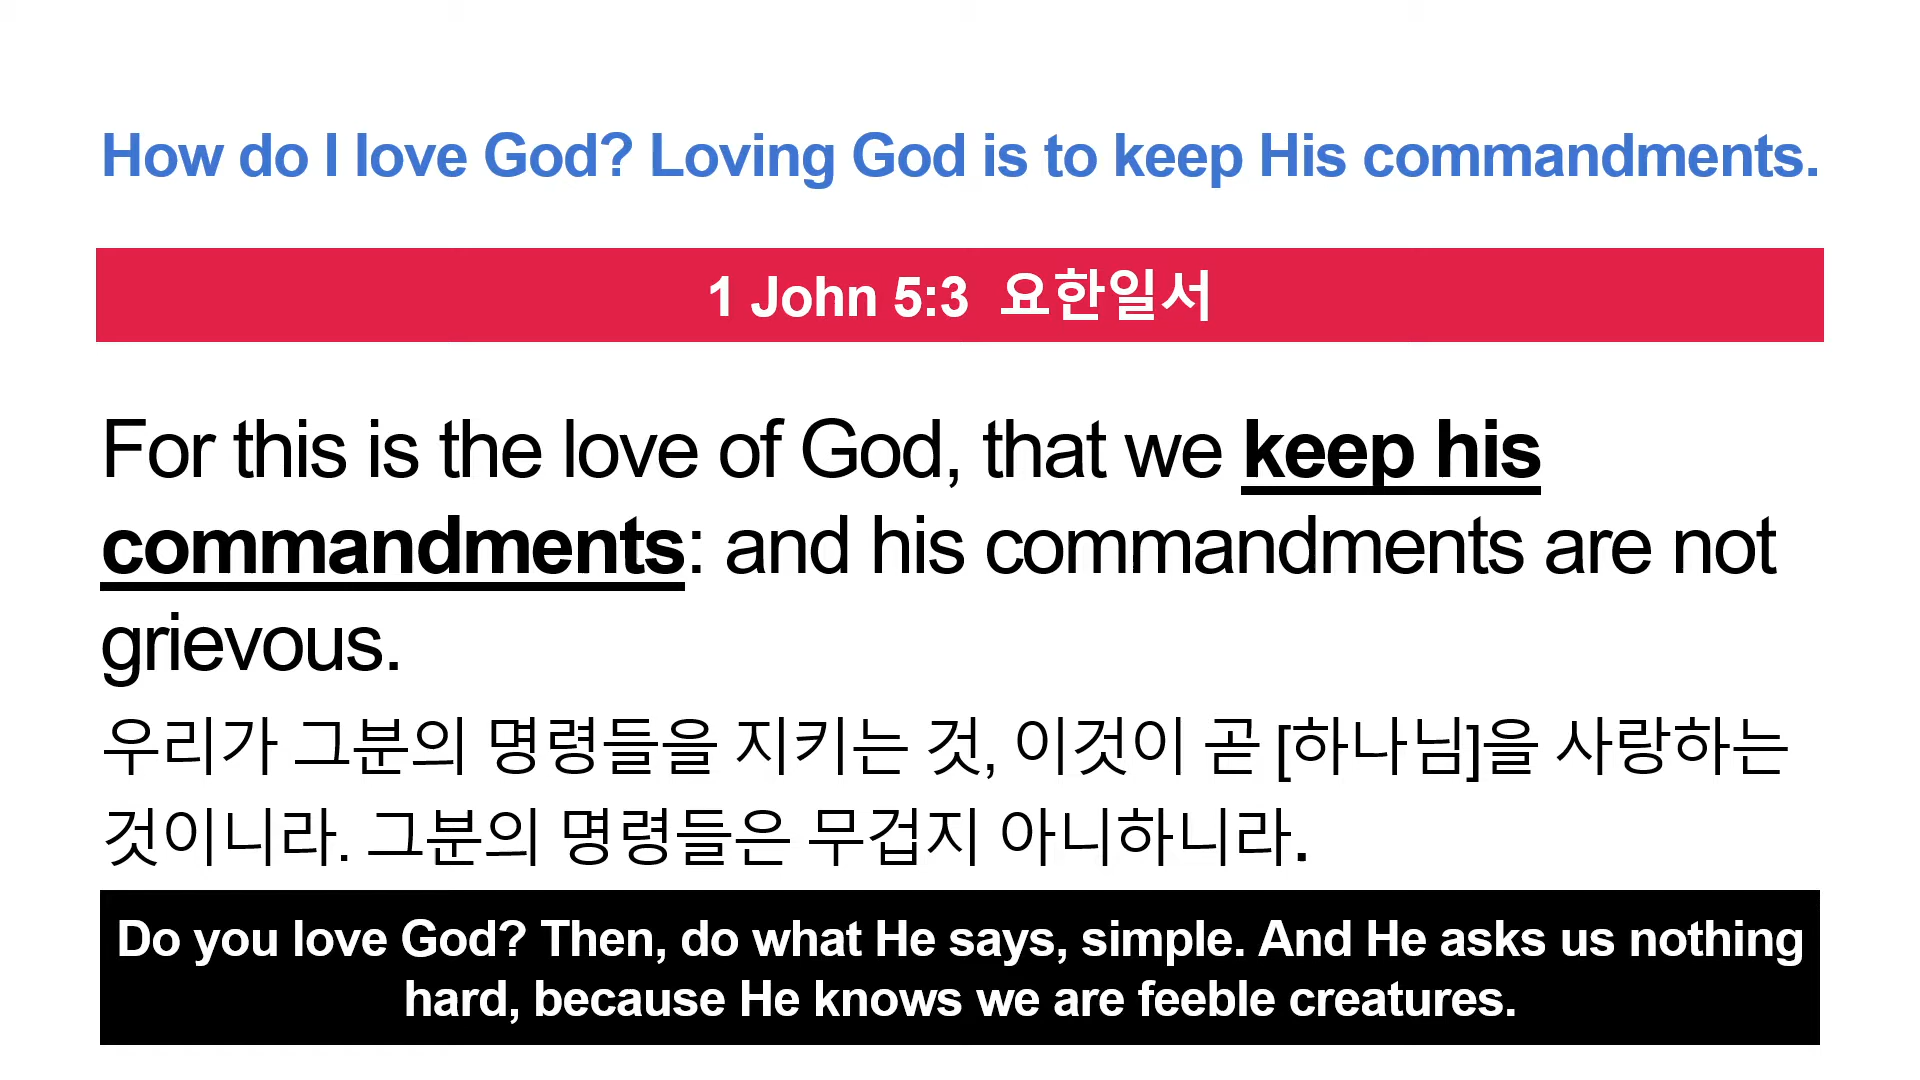 How do I love God? Loving God is to keep His commandments.
1 John 5:3 요한일서
For this is the love of God, that we keep his
commandments: and his commandments are not
grievous.
우리가 그분의 명령들을 지키는 것, 이것이 곧 [하나님]을 사랑하는
것이니라. 그분의 명령들은 무겁지 아니하니라.
Do you love God? Then, do what He says, simple. And He asks us nothing
hard, because He knows we are feeble creatures.